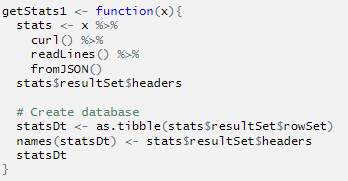 getStats1 <- function(x){
  stats <- x %>%
    curl() %>%
    readLines() %>%
    fromJSON()
  stats$resultSet$headers

  # Create database
  statsDt <- as.tibble(stats$resultSet$rowSet)
  names(statsDt) <- stats$resultSet$headers
  statsDt
}